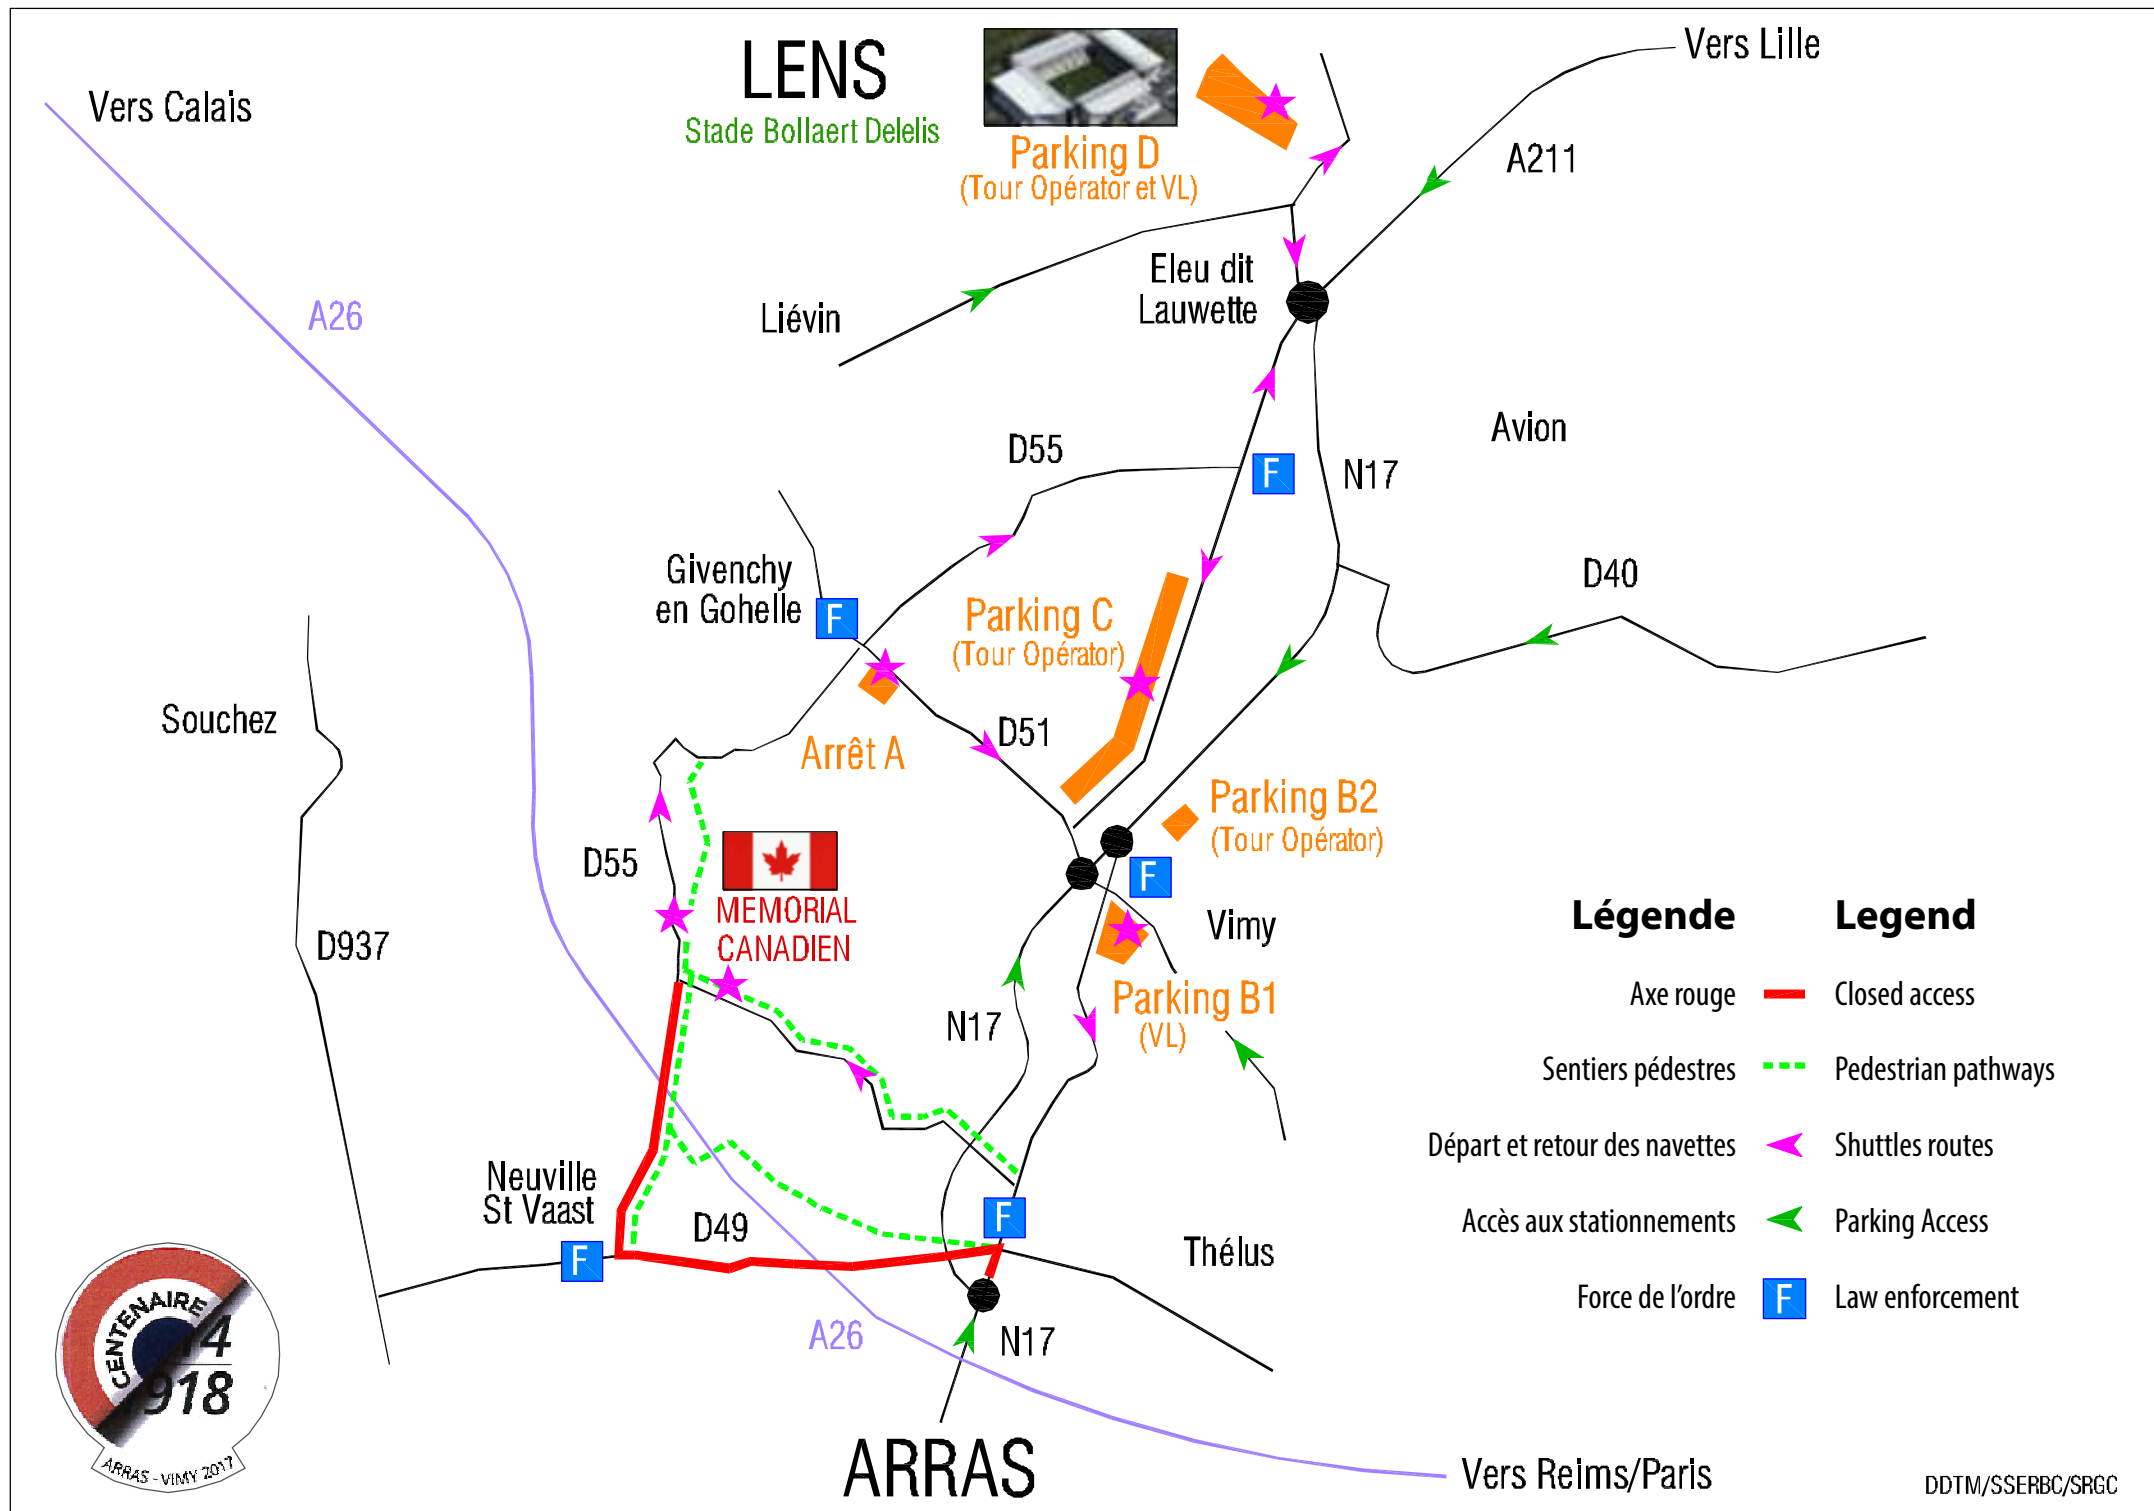 LENS
Stade Bollaert Delelis
Vers Lille
Vers Calais
Parking D
(Tour Opérator et VL)
A211
A26
Eleu dit
Lauwette
Liévin
Avion
D55
N17
F
Givenchy
en Gohelle
F
D40
Parking C
(Tour Opérator)
Souchez
D51
Arrêt A
Parking B2
(Tour Opérator)
D55
F
MEMORIAL
CANADIEN
Vimy
D937
Parking B1
(VL)
N17
Légende
Legend
Axe rouge
Closed access
Sentiers pédestres
Pedestrian pathways
Départ et retour des navettes
Shuttles routes
Accès aux stationnements
Parking Access
Force de l'ordre
F
Law enforcement
Neuville
St Vaast
D49
F
F
Thélus
A26
N17
CENTENAIRE
14
918
ARRAS - VIMY 2017
ARRAS
Vers Reims/Paris
DDTM/SSERBC/SRGC